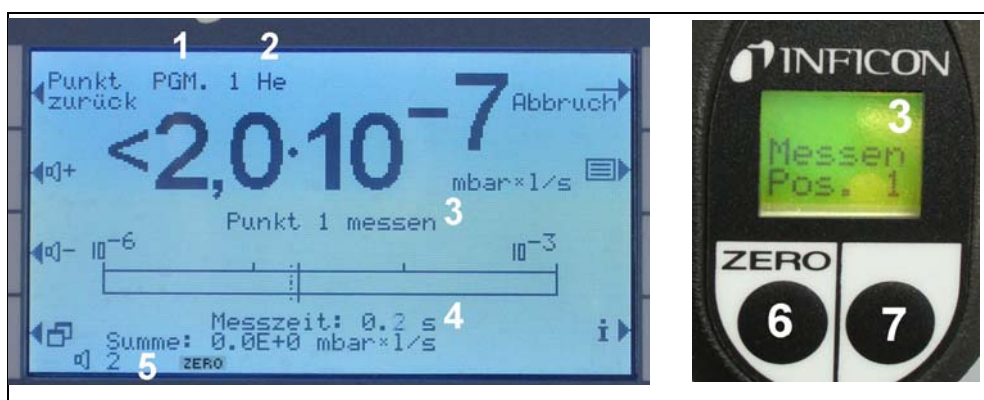 1 2
Punkt zurück PGM. 1 He
<2,0·10⁻⁷ Abbruch
mbar×l/s
+
Punkt 1 messen 3
- 10⁻⁶ 10⁻³
Messzeit: 0.2 s 4
Summe: 0.0E+0 mbar×l/s i
2 5 ZERO
INFICON
3
Messen
Pos. 1
ZERO
6 7